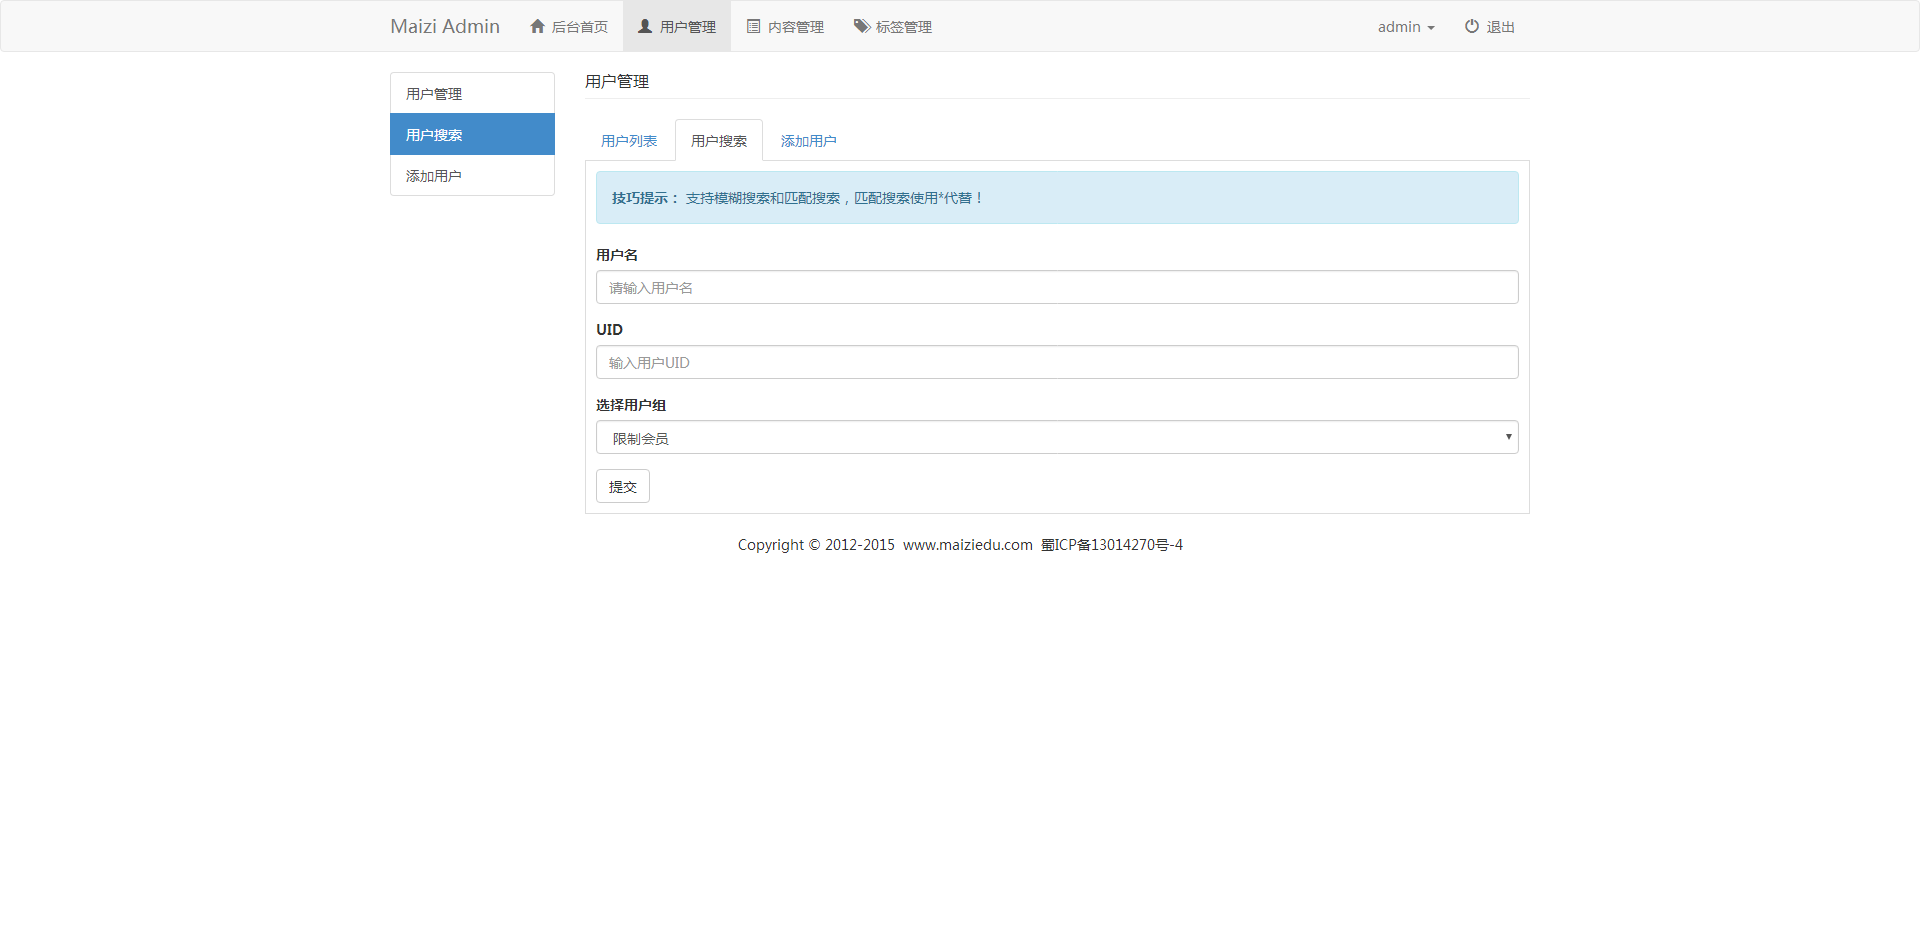 Maizi Admin 后台首页 用户管理 内容管理 标签管理 admin 退出
用户管理
用户搜索
添加用户
用户管理
用户列表 用户搜索 添加用户
技巧提示： 支持模糊搜索和匹配搜索，匹配搜索使用*代替！
用户名
请输入用户名
UID
输入用户UID
选择用户组
限制会员
提交
Copyright © 2012-2015 www.maiziedu.com 蜀ICP备13014270号-4